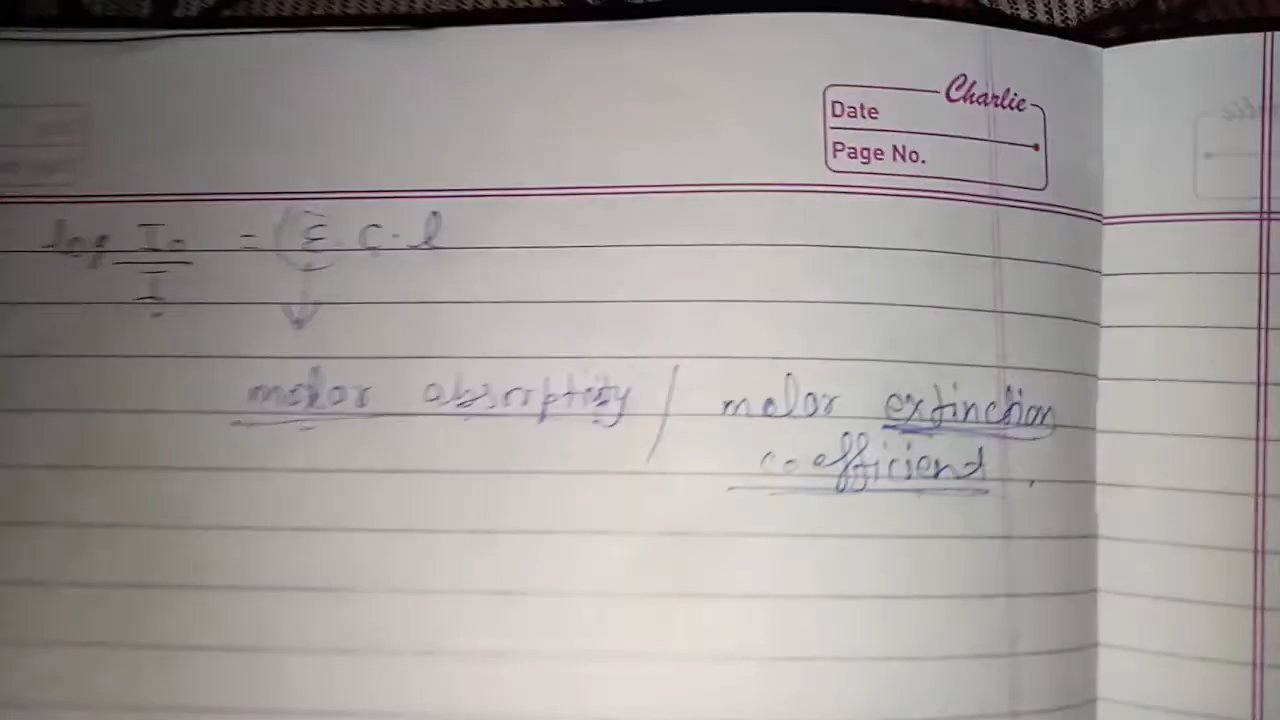 Charlie
Date
Page No.
log I₀ = ε. C. l
I
molar absorptivity / molar extinction
coefficient.